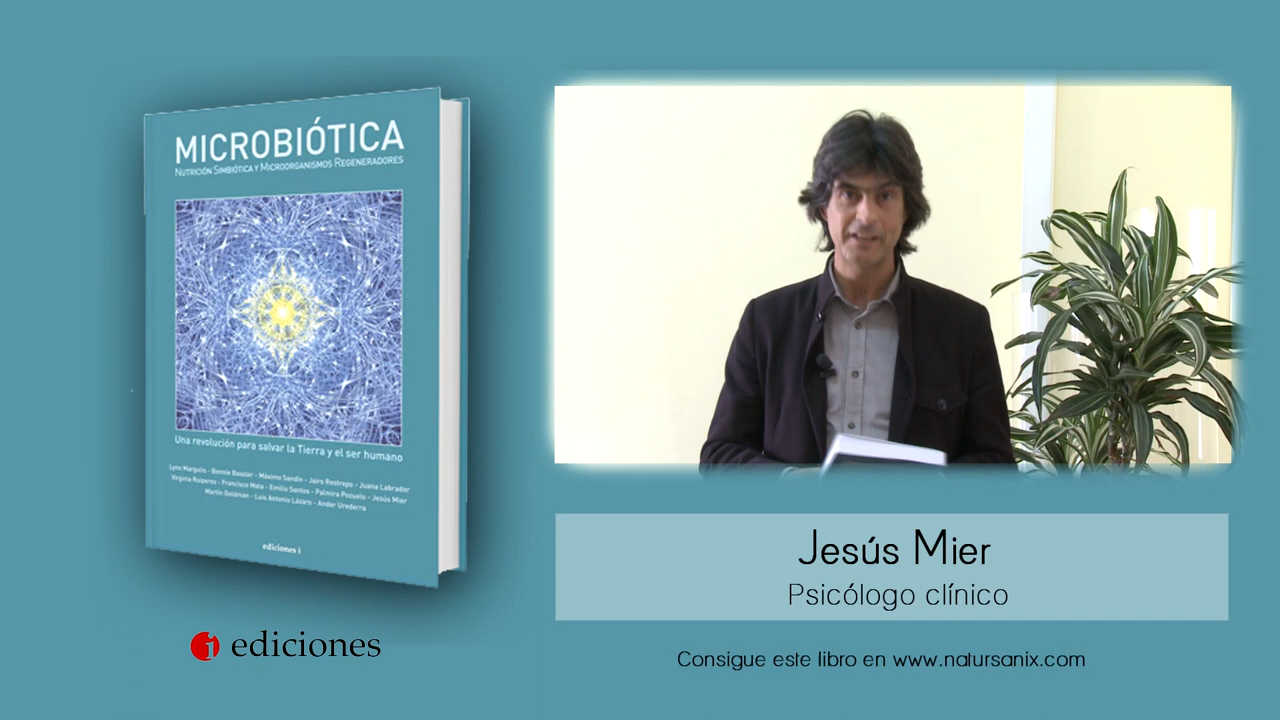 MICROBIÓTICA
NUTRICIÓN SIMBIÓTICA Y MICROORGANISMOS REGENERADORES
Una revolución para salvar la Tierra y el ser humano
Lynn Margulis - Bonnie Bassler - Máximo Sandín - Jairo Restrepo - Juana Labrador
Virginia Ruiperez - Francisca Mata - Emilio Santos - Palmira Pozuelo - Jesús Mier
Martin Goldman - Luis Antonio Lázaro - Ander Urederra
ediciones i
i ediciones
Jesús Mier
Psicólogo clínico
Consigue este libro en www.natursanix.com